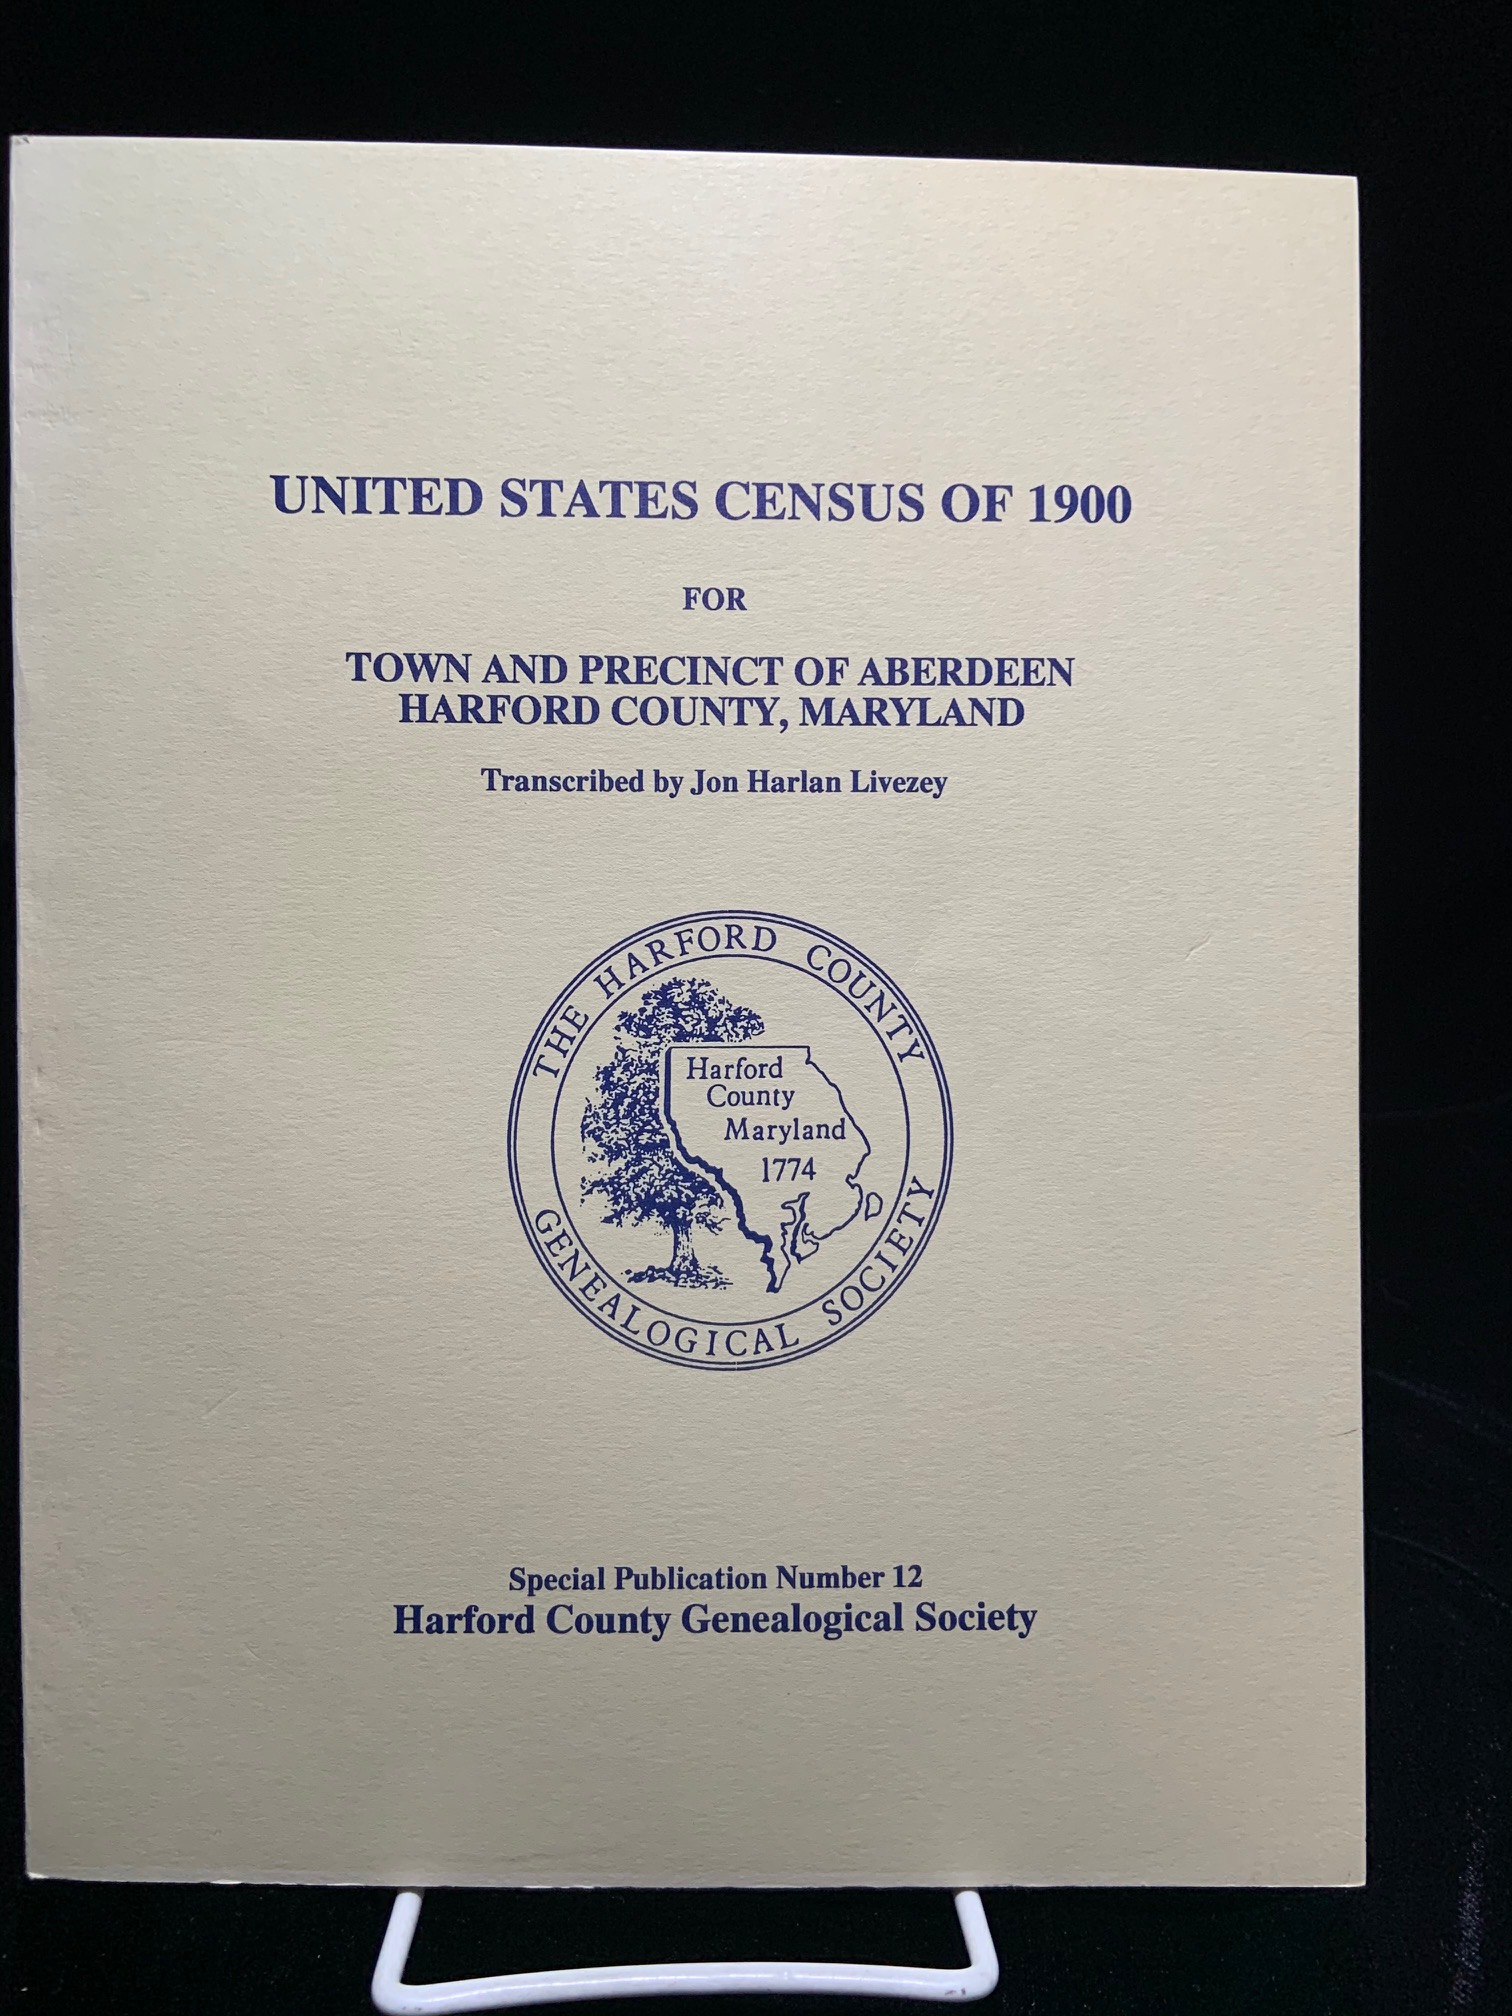 UNITED STATES CENSUS OF 1900
FOR
TOWN AND PRECINCT OF ABERDEEN
HARFORD COUNTY, MARYLAND
Transcribed by Jon Harlan Livezey
THE HARFORD COUNTY
GENEALOGICAL SOCIETY
Harford
County
Maryland
1774
Special Publication Number 12
Harford County Genealogical Society